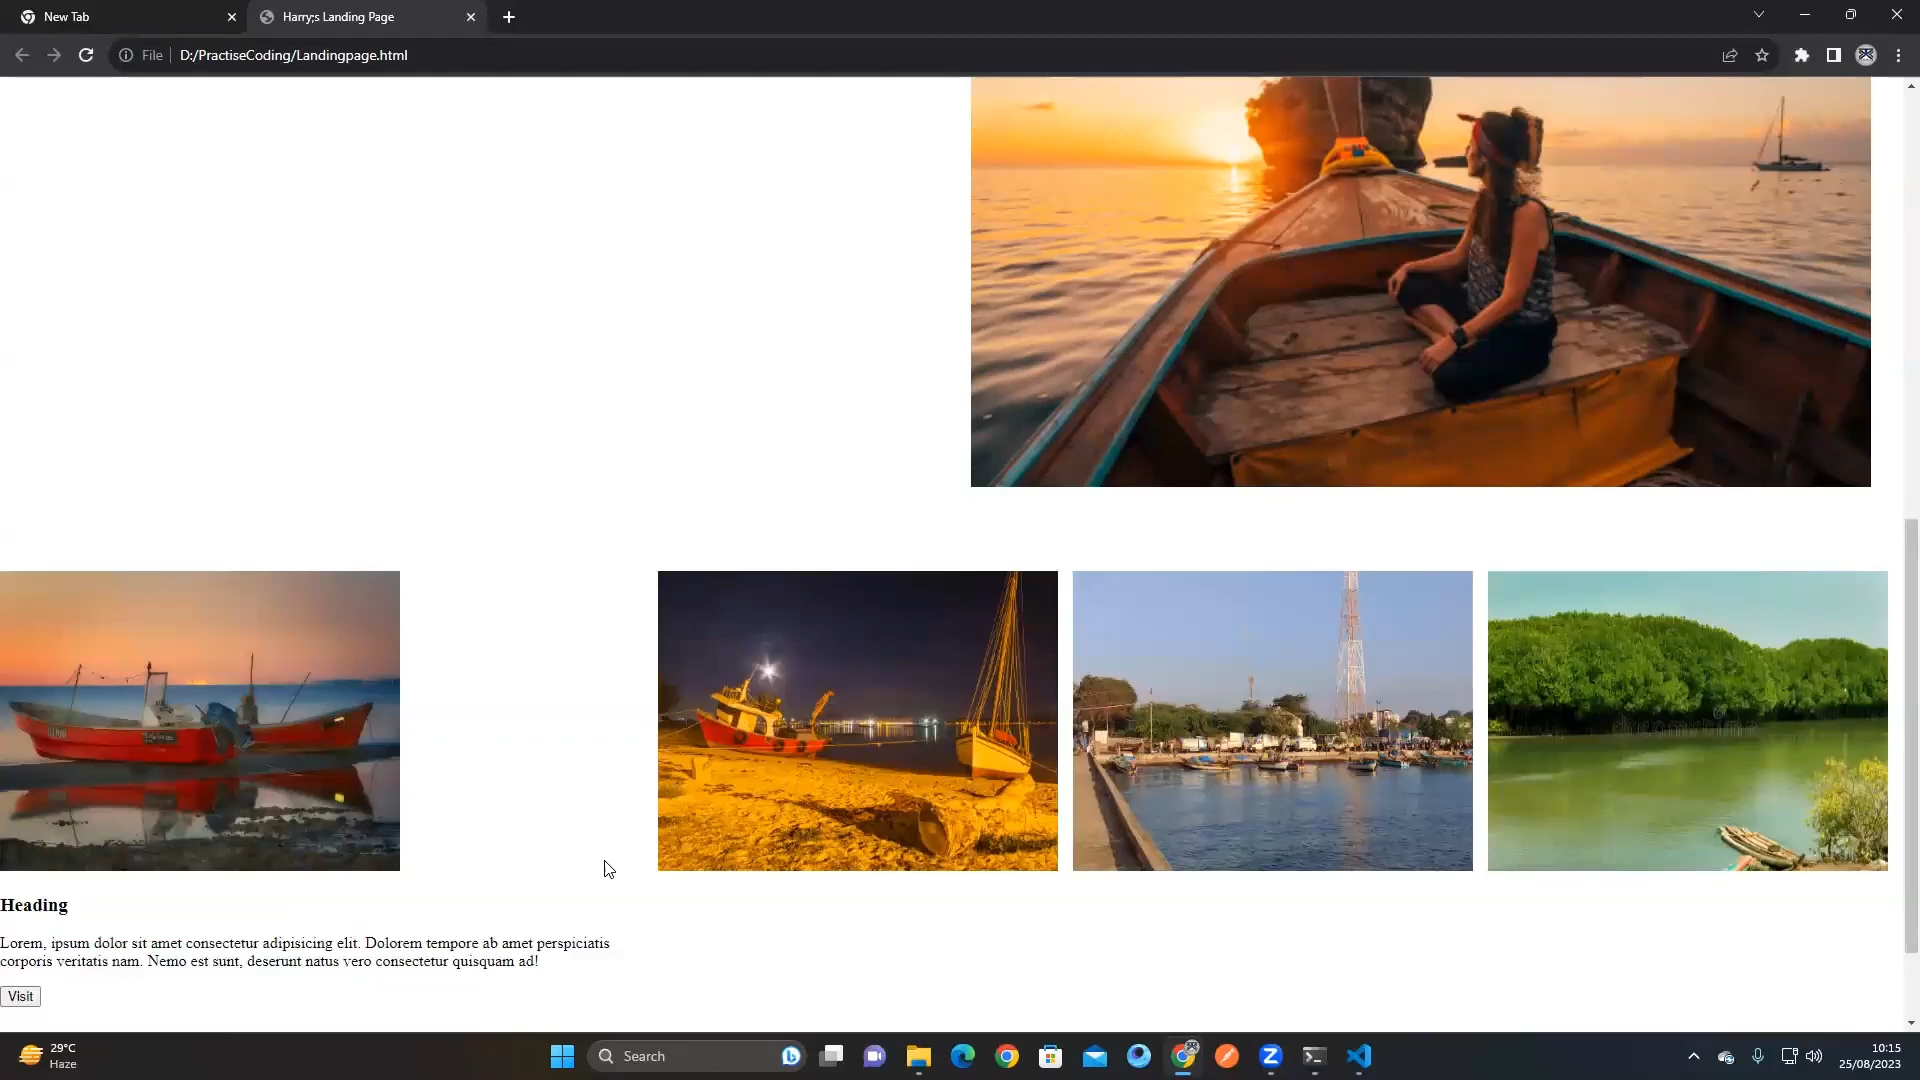 New Tab
Harry;s Landing Page
File
D:/PractiseCoding/Landingpage.html
Heading
Lorem, ipsum dolor sit amet consectetur adipisicing elit. Dolorem tempore ab amet perspiciatis
corporis veritatis nam. Nemo est sunt, deserunt natus vero consectetur quisquam ad!
Visit
29°C
Haze
Search
10:15
25/08/2023